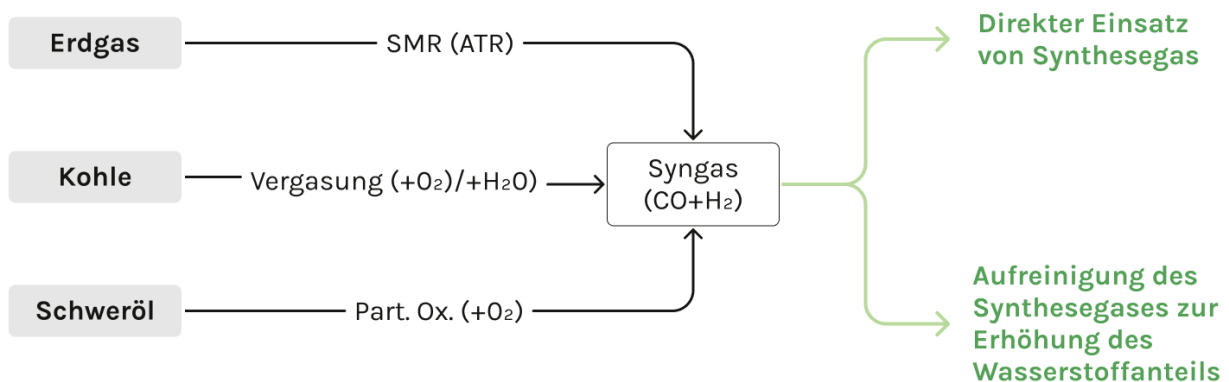 Erdgas
SMR (ATR)
Direkter Einsatz
von Synthesegas
Kohle
Vergasung (+O₂)/+H₂O)
Syngas
(CO+H₂)
Schweröl
Part. Ox. (+O₂)
Aufreinigung des
Synthesegases zur
Erhöhung des
Wasserstoffanteils